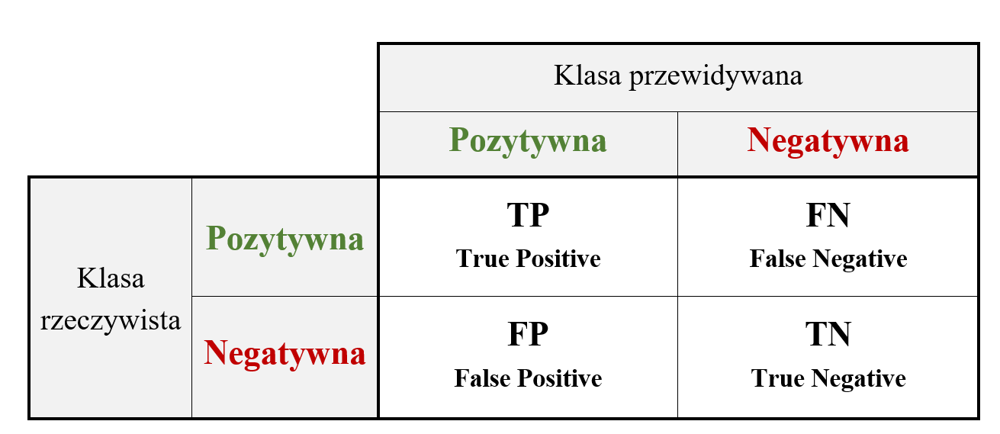 Klasa przewidywana
Pozytywna
Negatywna
Klasa
rzeczywista
Pozytywna
TP
True Positive
FN
False Negative
Negatywna
FP
False Positive
TN
True Negative